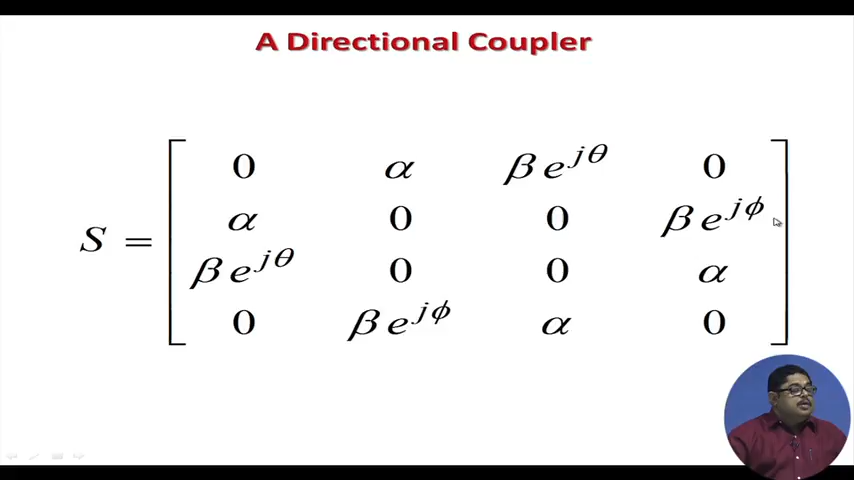 A Directional Coupler
S = [
0 α βe^{jθ} 0
α 0 0 βe^{jϕ}
βe^{jθ} 0 0 α
0 βe^{jϕ} α 0
]